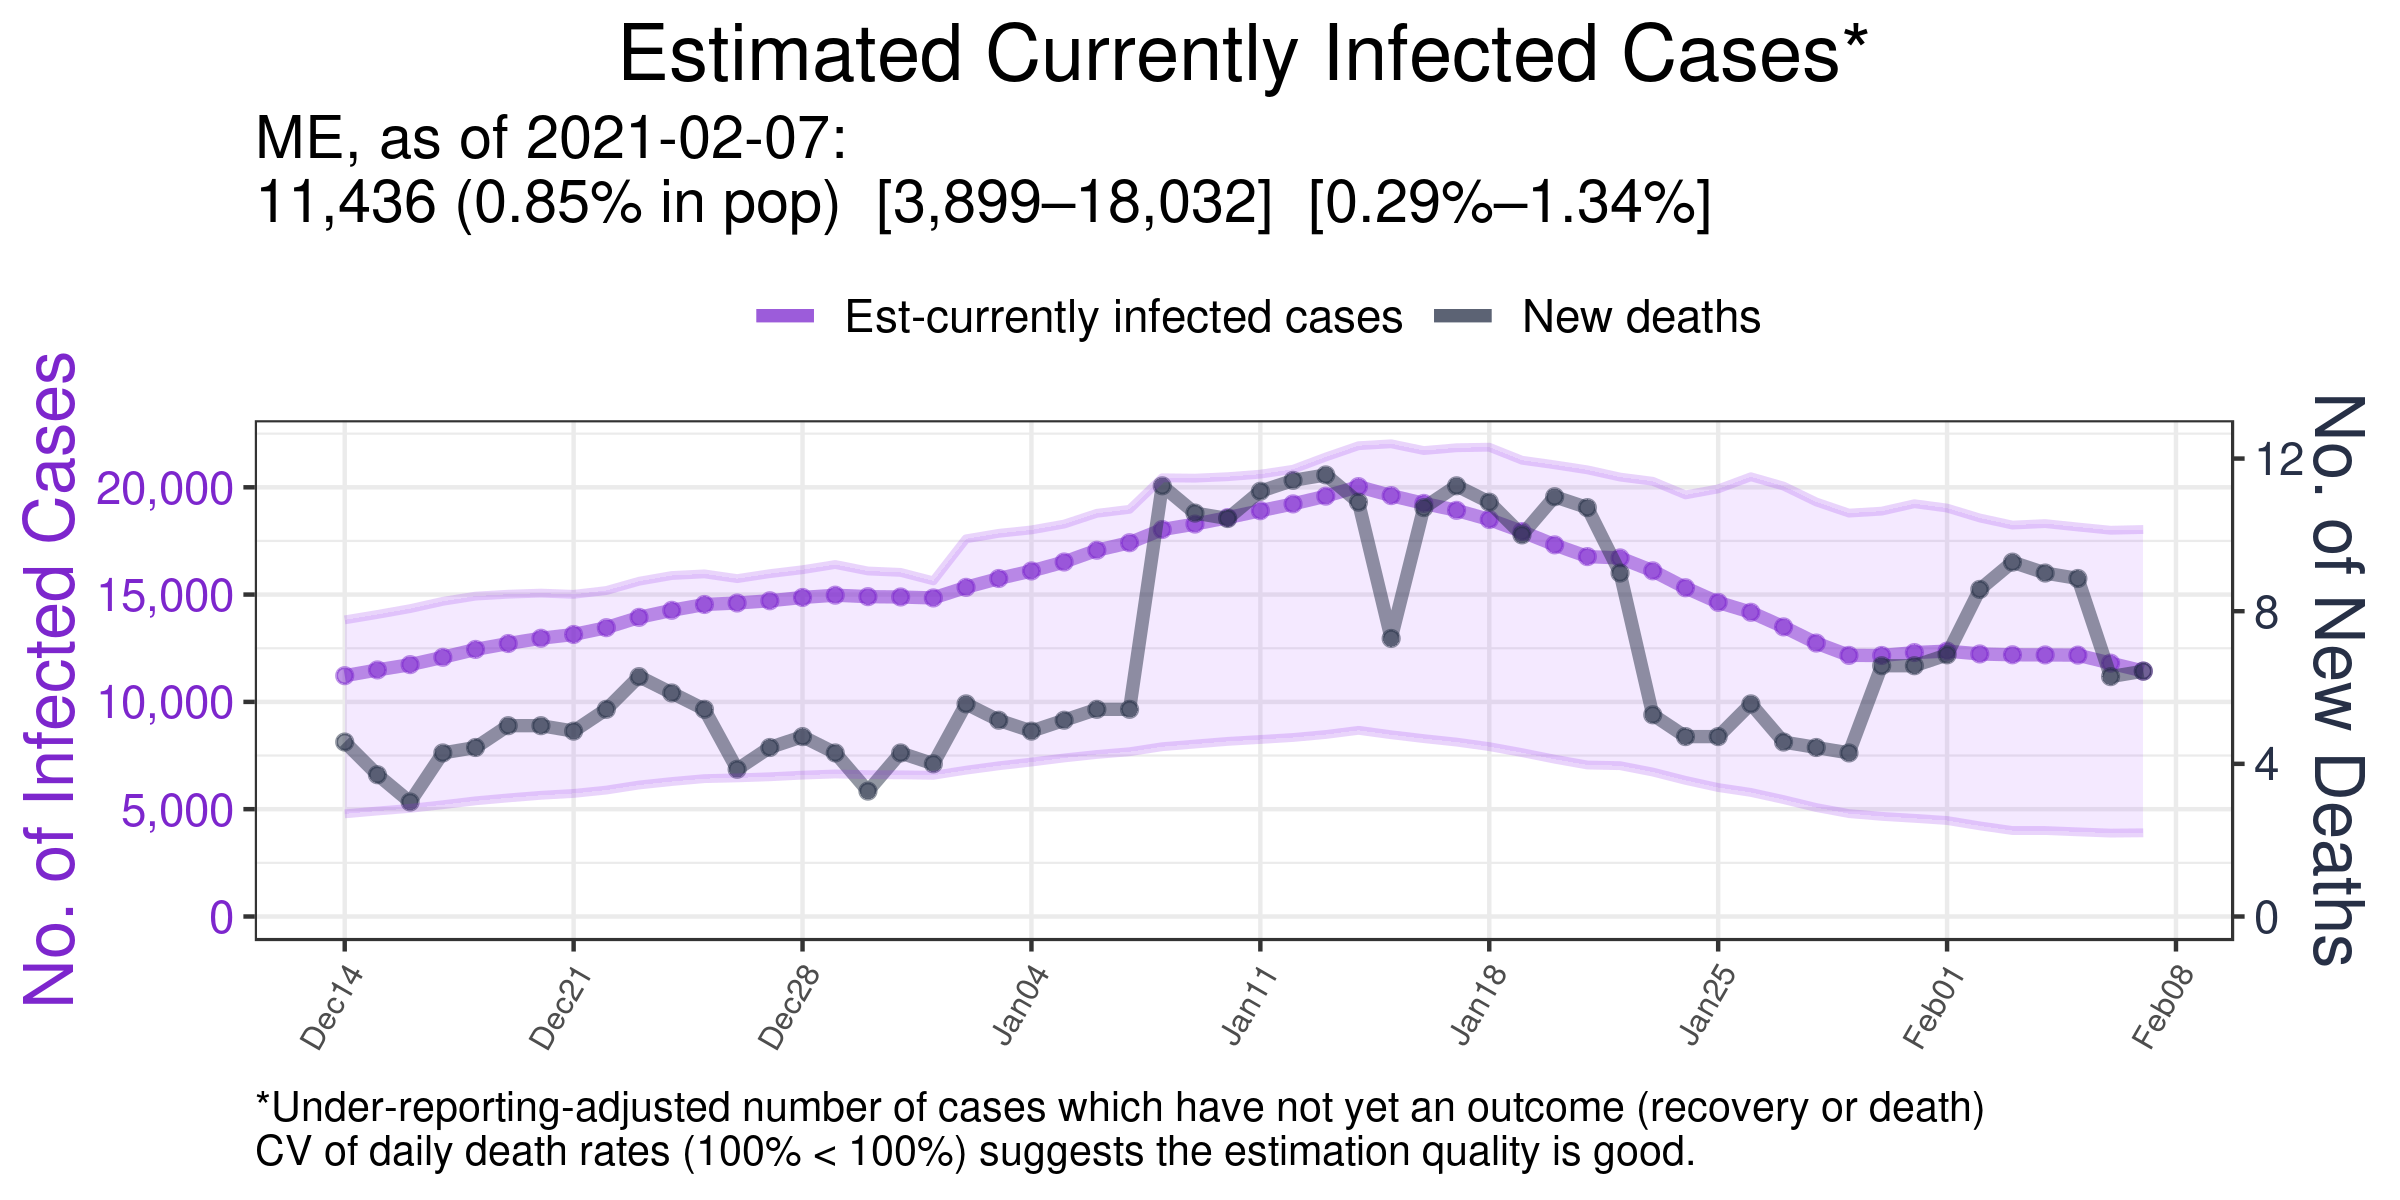 Estimated Currently Infected Cases*
ME, as of 2021-02-07:
11,436 (0.85% in pop)  [3,899–18,032]  [0.29%–1.34%]
Est-currently infected cases
New deaths
No. of Infected Cases
20,000
15,000
10,000
5,000
0
12
8
4
0
No. of New Deaths
Dec14
Dec21
Dec28
Jan04
Jan11
Jan18
Jan25
Feb01
Feb08
*Under-reporting-adjusted number of cases which have not yet an outcome (recovery or death)
CV of daily death rates (100% < 100%) suggests the estimation quality is good.